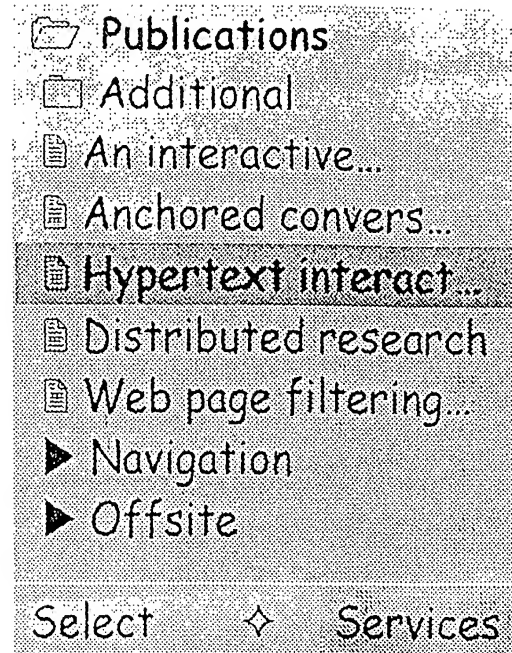 Publications
Additional
An interactive...
Anchored convers...
Hypertext interact...
Distributed research
Web page filtering...
Navigation
Offsite
Select Services